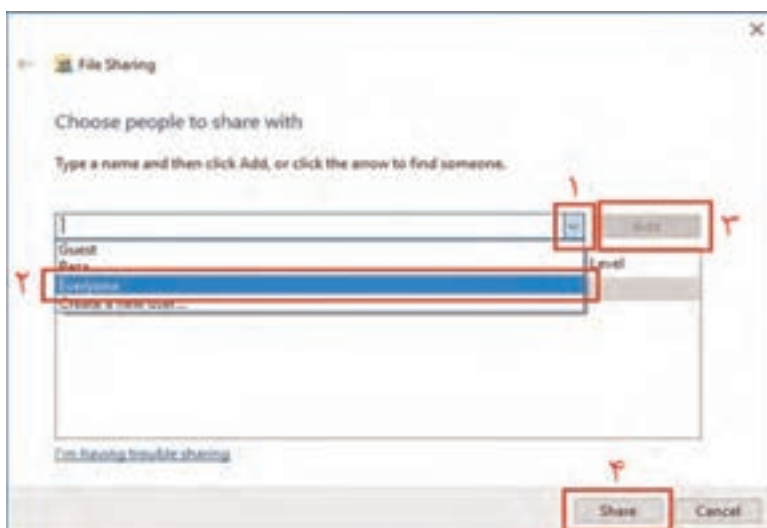 File Sharing
Choose people to share with
Type a name and then click Add, or click the arrow to find someone.
۱
Add
۳
Guest
Level
۲
Everyone
Create a new user...
I'm having trouble sharing
۴
Share
Cancel